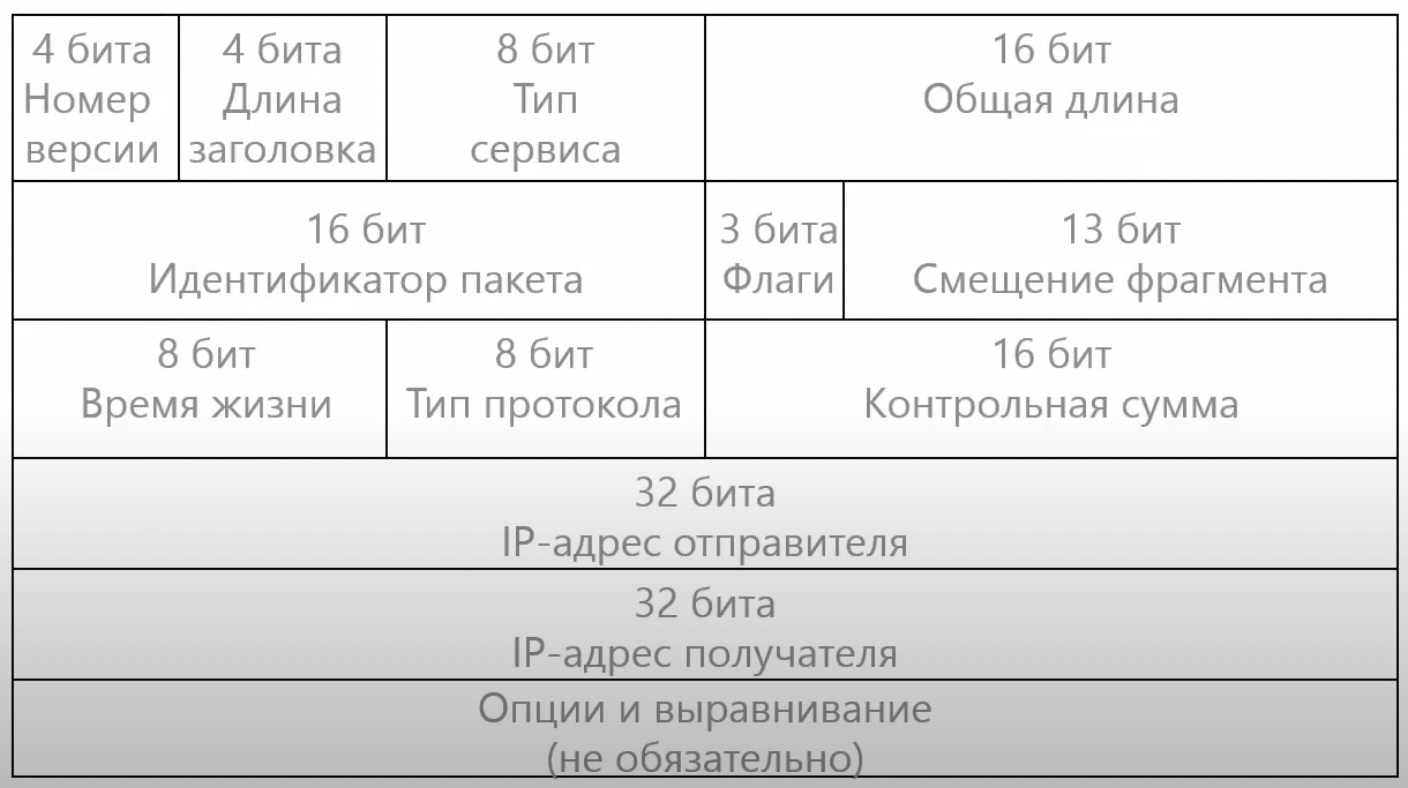 4 бита
Номер
версии
4 бита
Длина
заголовка
8 бит
Тип
сервиса
16 бит
Общая длина
16 бит
Идентификатор пакета
3 бита
Флаги
13 бит
Смещение фрагмента
8 бит
Время жизни
8 бит
Тип протокола
16 бит
Контрольная сумма
32 бита
IP-адрес отправителя
32 бита
IP-адрес получателя
Опции и выравнивание
(не обязательно)